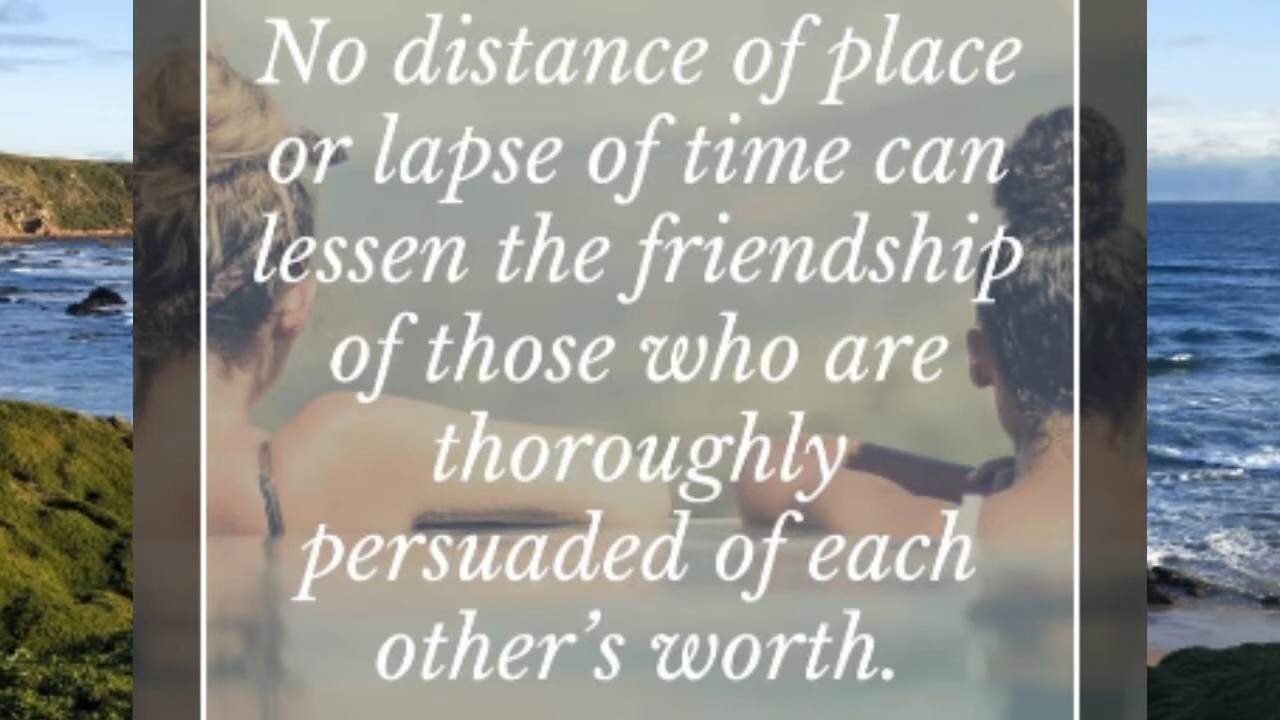 No distance of place
or lapse of time can
lessen the friendship
of those who are
thoroughly
persuaded of each
other’s worth.